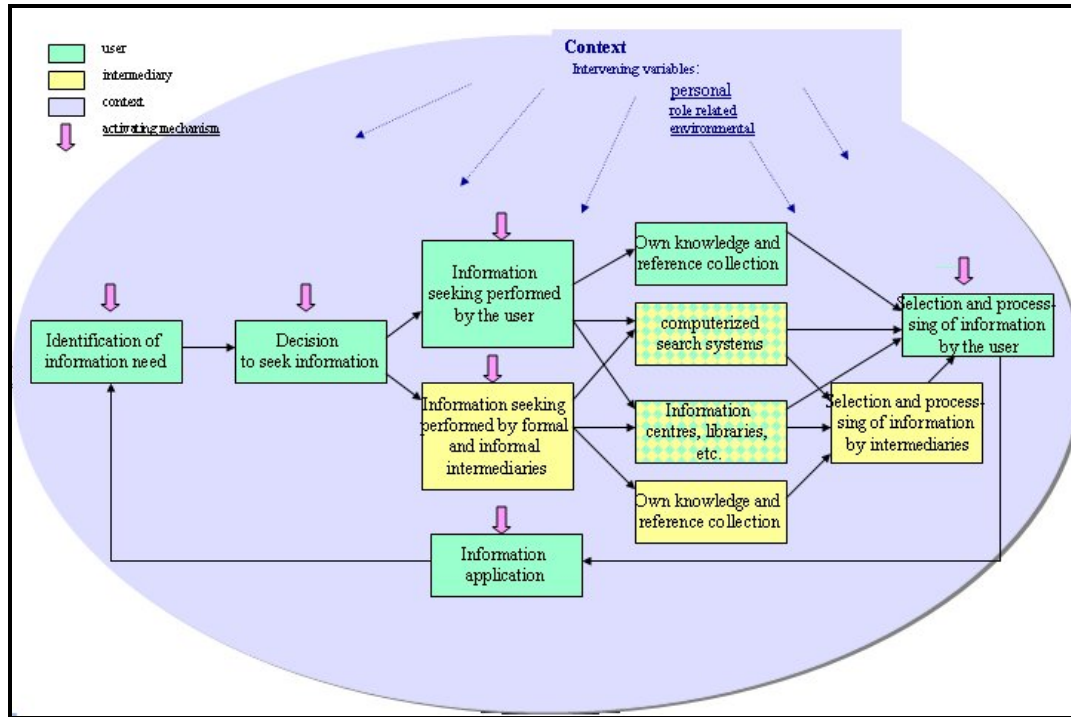 user
intermediary
context
activating mechanism
Context
Intervening variables:
personal
role related
environmental
Identification of
information need
Decision
to seek information
Information
seeking performed
by the user
Information seeking
performed by formal
and informal
intermediaries
Own knowledge and
reference collection
computerized
search systems
Information
centres, libraries,
etc.
Own knowledge and
reference collection
Selection and process-
sing of information
by the user
Selection and process-
sing of information
by intermediaries
Information
application